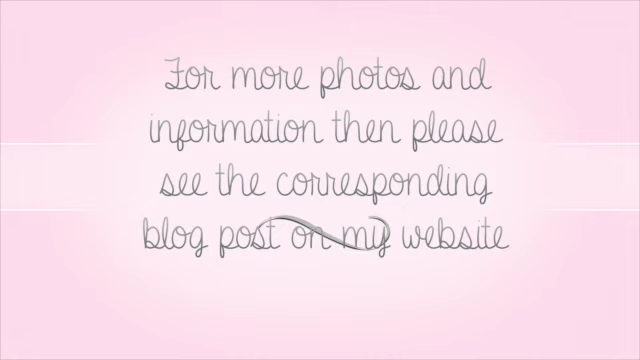 For more photos and
information then please
see the corresponding
blog post on my website